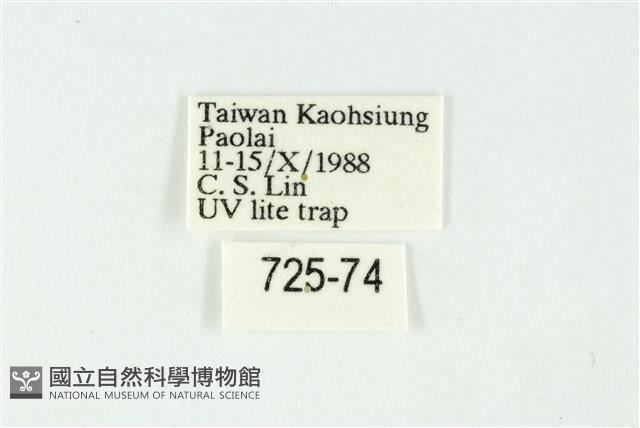 Taiwan Kaohsiung
Paolai
11-15/X/1988
C. S. Lin
UV lite trap
725-74
國立自然科學博物館
NATIONAL MUSEUM OF NATURAL SCIENCE